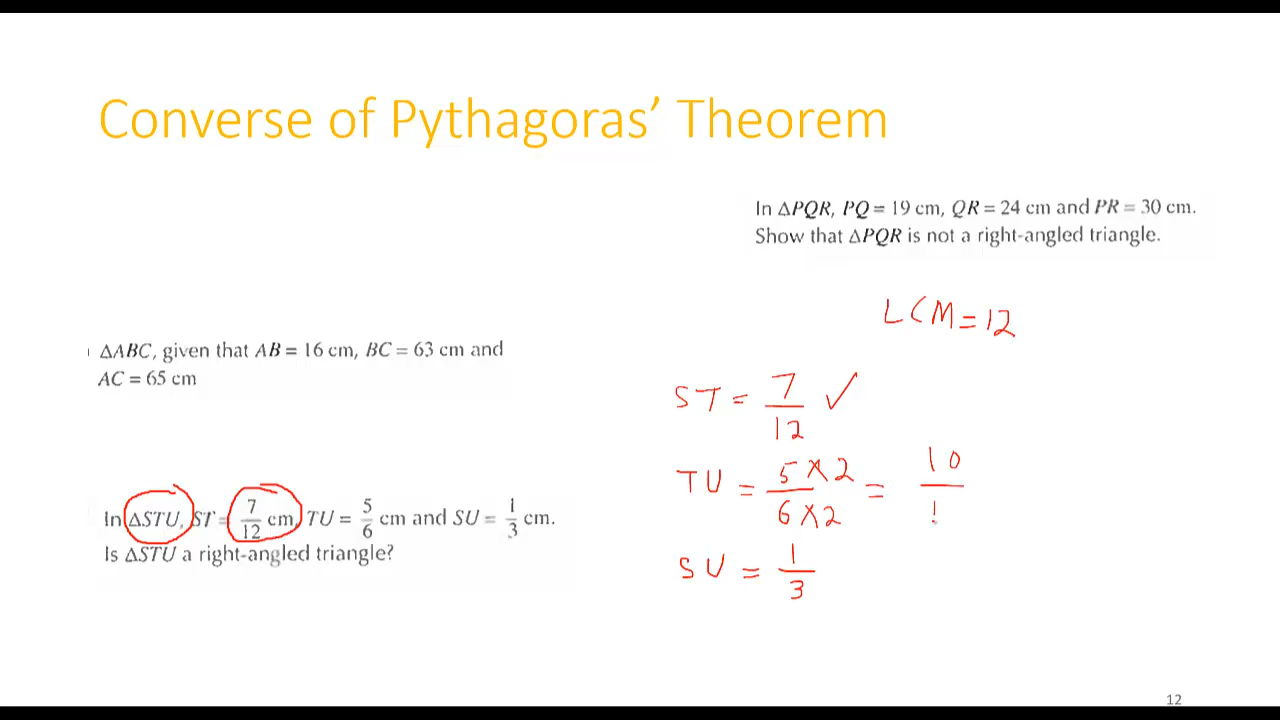 Converse of Pythagoras’ Theorem
In ΔPQR, PQ = 19 cm, QR = 24 cm and PR = 30 cm.
Show that ΔPQR is not a right-angled triangle.
LCM = 12
ΔABC, given that AB = 16 cm, BC = 63 cm and
AC = 65 cm
ST = 7/12 ✓
TU = 5×2/6×2 = 10/1
SU = 1/3
In ΔSTU, ST = 7/12 cm, TU = 5/6 cm and SU = 1/3 cm.
Is ΔSTU a right-angled triangle?
12